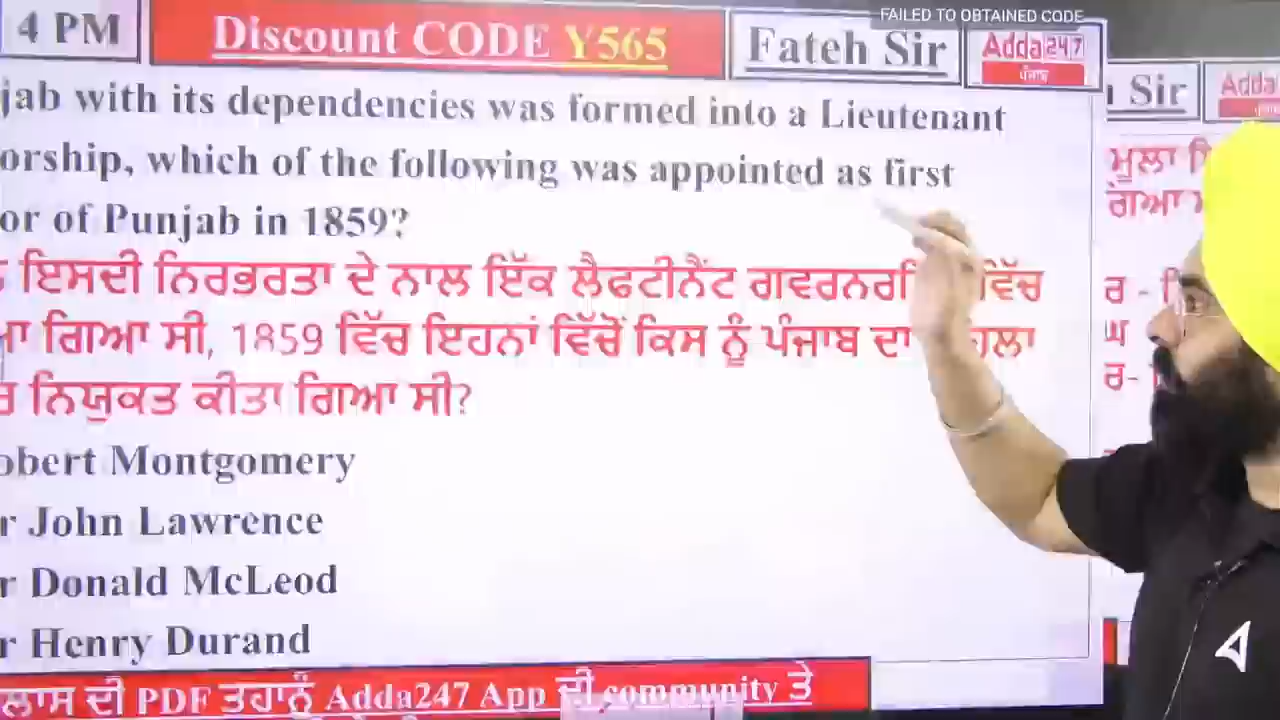 FAILED TO OBTAINED CODE
4 PM
Discount CODE Y565
Fateh Sir
Adda247
ਪੰਜਾਬ
Sir
Adda
jab with its dependencies was formed into a Lieutenant
orship, which of the following was appointed as first
or of Punjab in 1859?
ਇਸਦੀ ਨਿਰਭਰਤਾ ਦੇ ਨਾਲ ਇੱਕ ਲੈਫਟੀਨੈਂਟ ਵਿੱਚ
ਗਿਆ ਸੀ, 1859 ਵਿੱਚ ਇਹਨਾਂ ਵਿੱਚੋਂ ਕਿਸ ਨੂੰ ਪੰਜਾਬ ਦਾ
ਨਿਯੁਕਤ ਕੀਤਾ ਗਿਆ ਸੀ?
obert Montgomery
r John Lawrence
r Donald McLeod
r Henry Durand
ਲਾਸ ਦੀ PDF ਤਹਾਨੂੰ Adda247 App ਦੀ community ਤੇ
ਮੂਲਾ
ਗਿਆ
ਰ -
ਘ
ਰ-